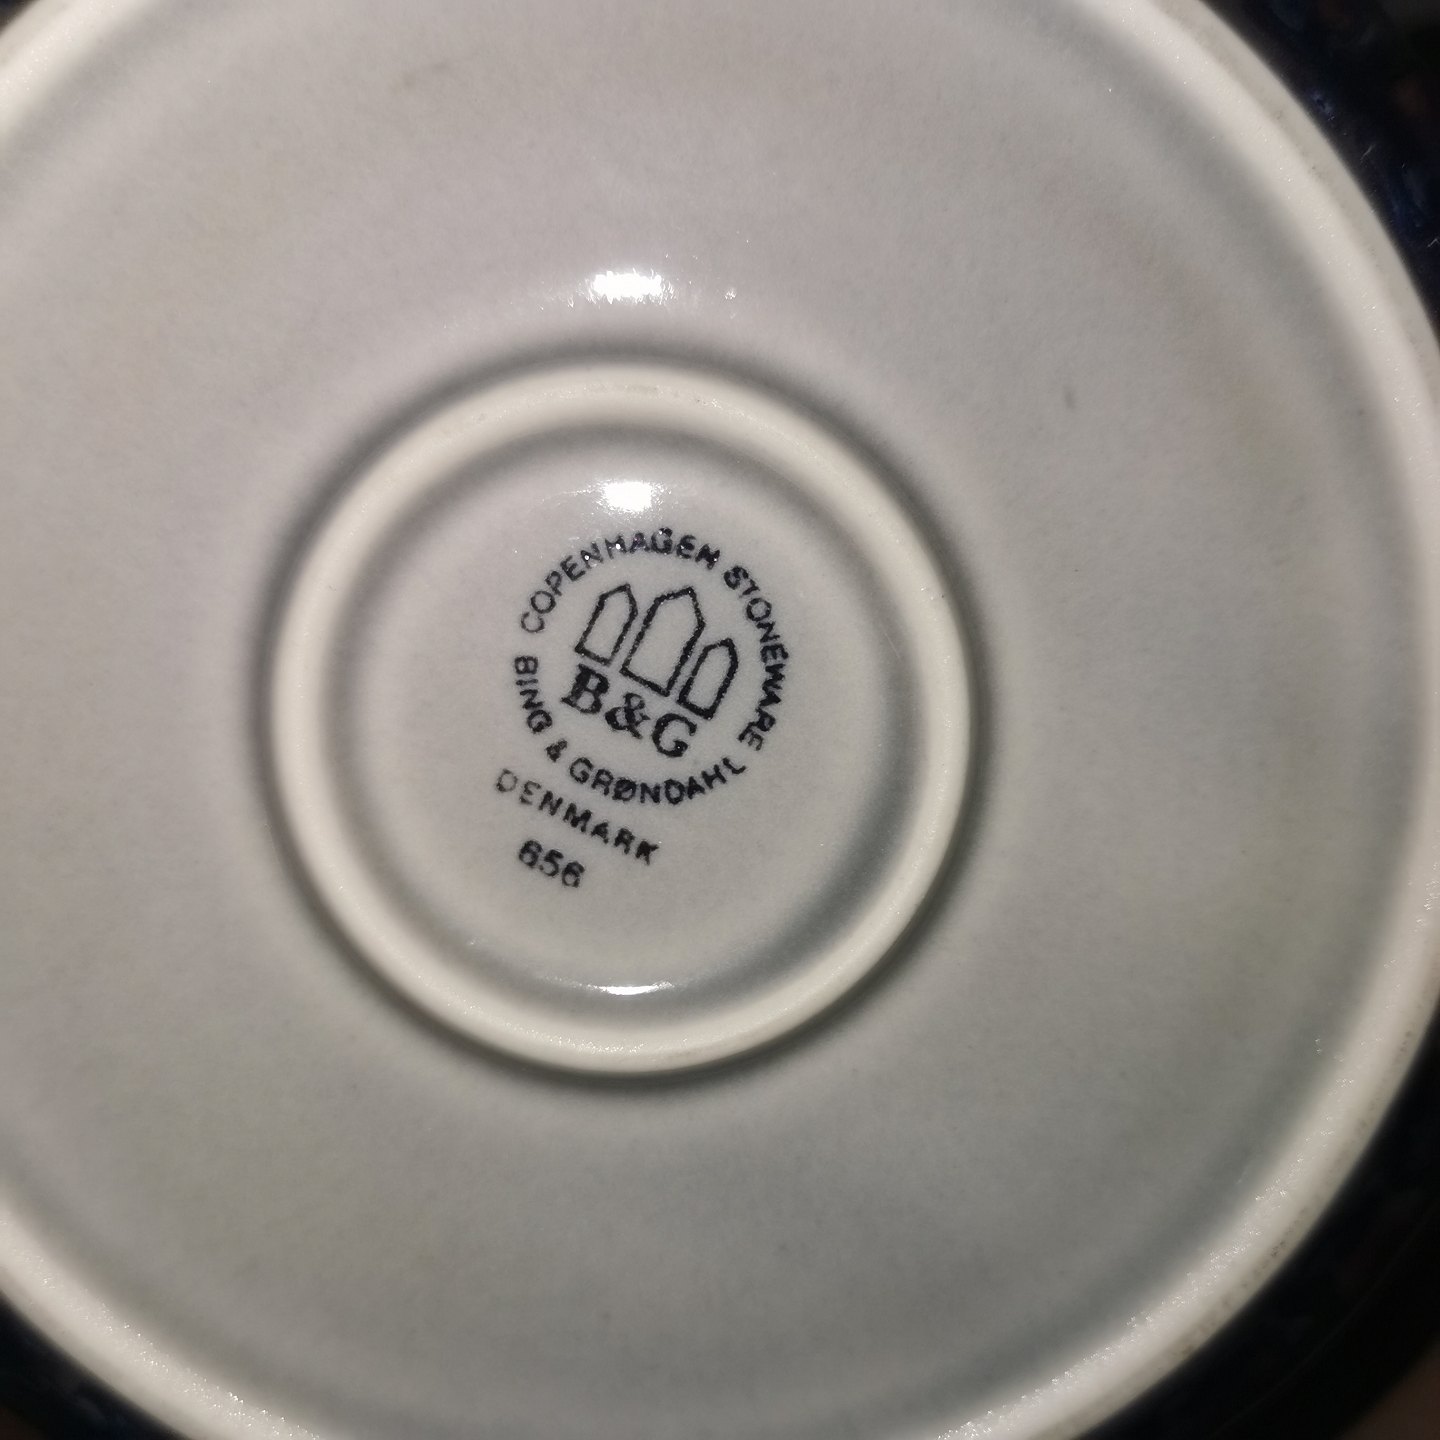 COPENHAGEN STONEWARE
B&G
BING & GRØNDAHL
DENMARK
656